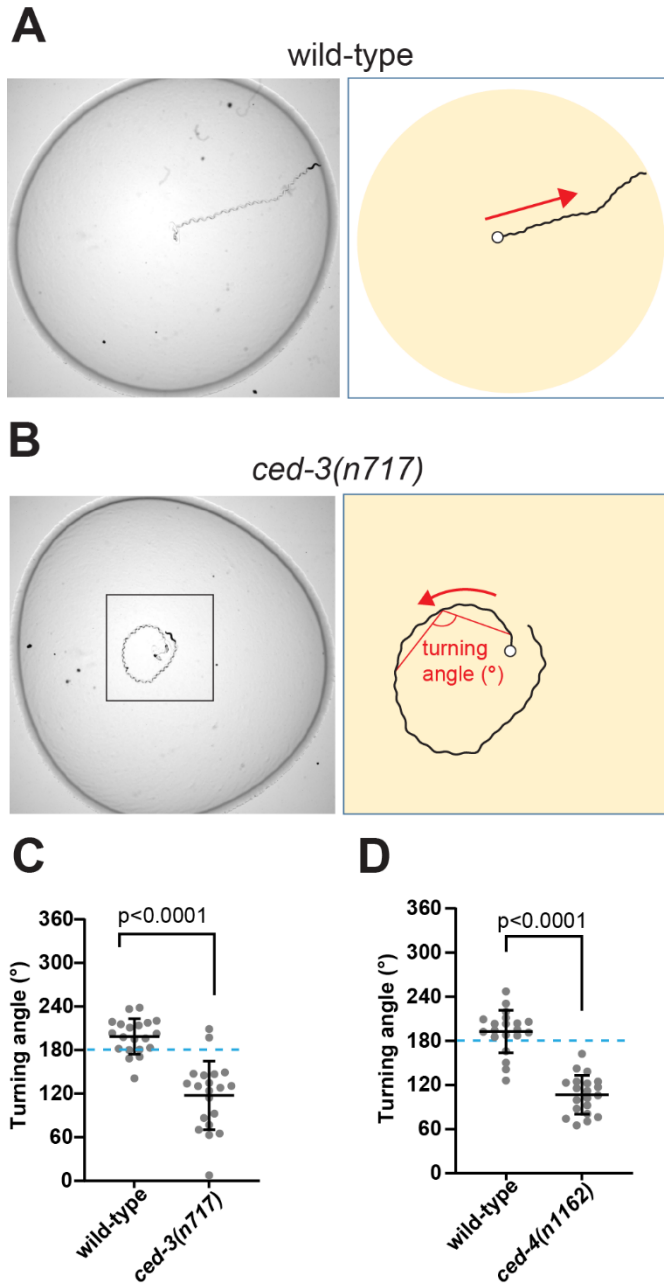 A
wild-type
B
ced-3(n717)
turning
angle (°)
C
D
p<0.0001
360
300
240
180
120
60
0
Turning angle (°)
wild-type
ced-3(n717)
p<0.0001
360
300
240
180
120
60
0
Turning angle (°)
wild-type
ced-4(n1162)